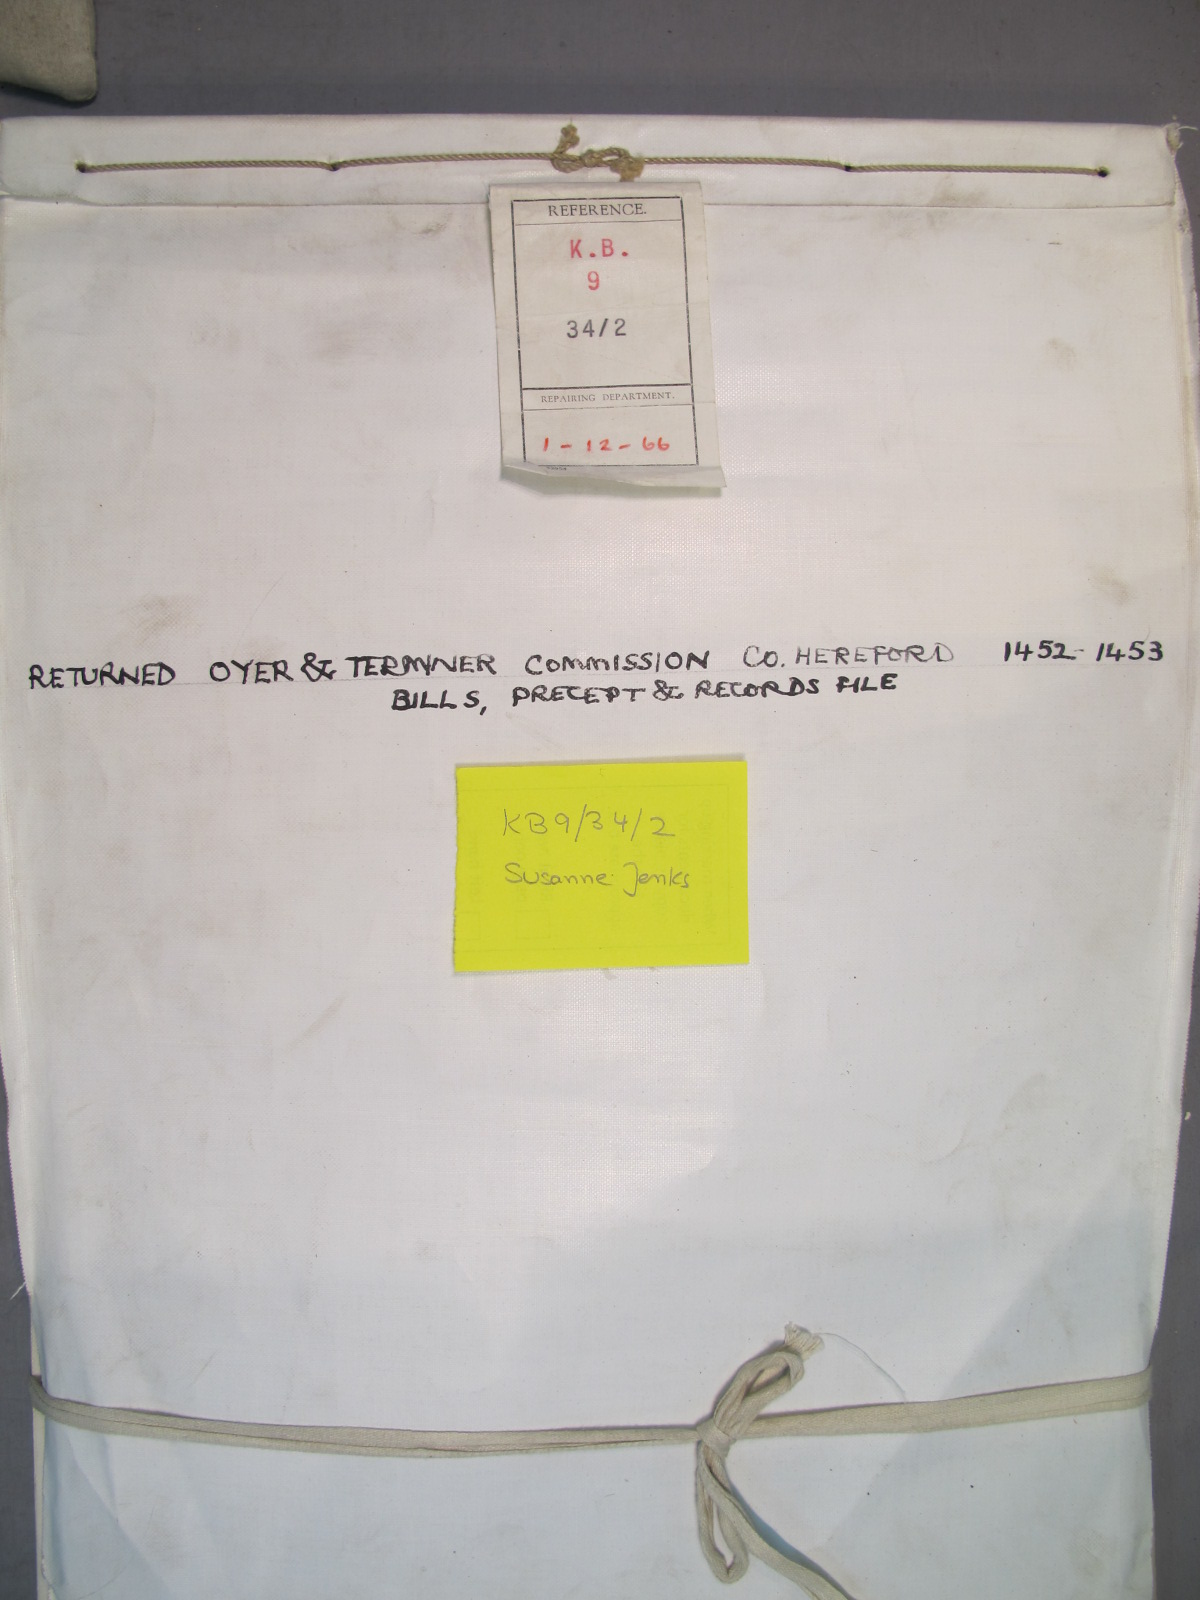 REFERENCE.
K.B.
9
34/2
REPAIRING DEPARTMENT.
1-12-66
RETURNED OYER & TERMINER COMMISSION CO. HEREFORD 1452-1453
BILLS, PRECEPT & RECORDS FILE
KB9/34/2
Susanne Jenks